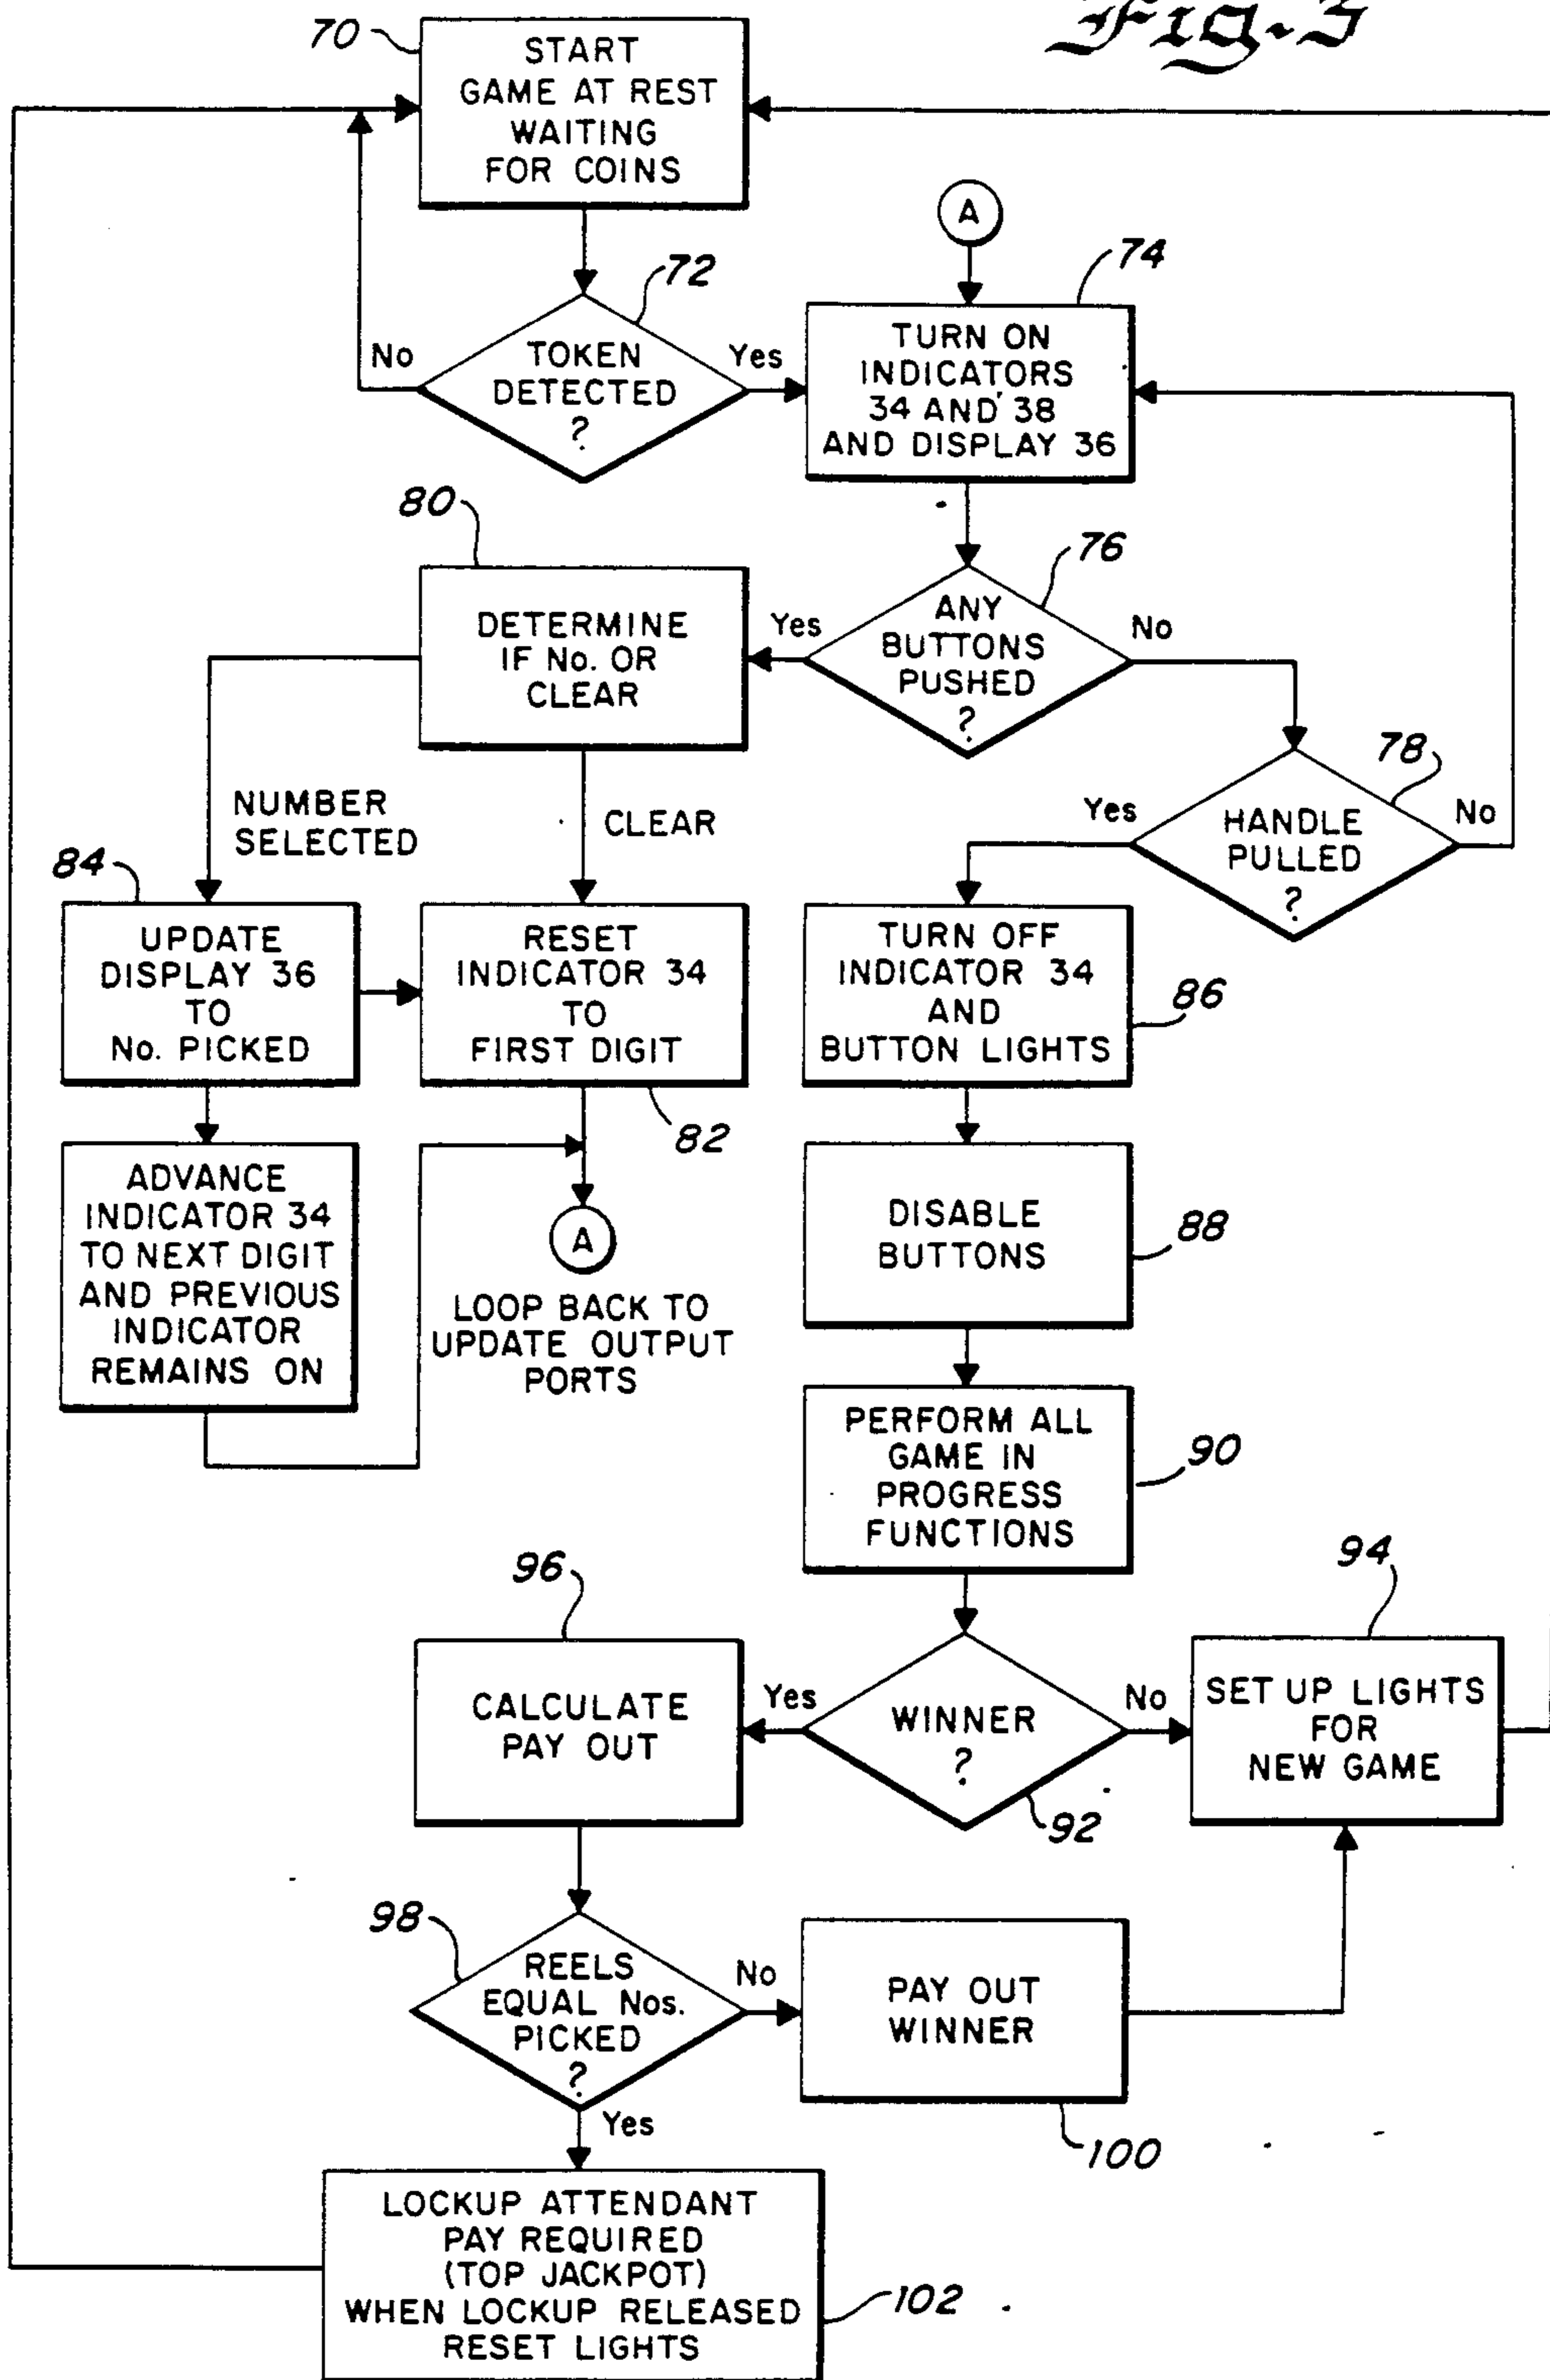 Fig-3
70
START
GAME AT REST
WAITING
FOR COINS
A
72
TOKEN
DETECTED
?
No
Yes
74
TURN ON
INDICATORS
34 AND 38
AND DISPLAY 36
80
DETERMINE
IF No. OR
CLEAR
76
ANY
BUTTONS
PUSHED
?
Yes
No
78
HANDLE
PULLED
?
Yes
No
NUMBER
SELECTED
CLEAR
84
UPDATE
DISPLAY 36
TO
No. PICKED
RESET
INDICATOR 34
TO
FIRST DIGIT
82
TURN OFF
INDICATOR 34
AND
BUTTON LIGHTS
86
ADVANCE
INDICATOR 34
TO NEXT DIGIT
AND PREVIOUS
INDICATOR
REMAINS ON
A
LOOP BACK TO
UPDATE OUTPUT
PORTS
DISABLE
BUTTONS
88
PERFORM ALL
GAME IN
PROGRESS
FUNCTIONS
90
96
CALCULATE
PAY OUT
Yes
WINNER
?
92
No
94
SET UP LIGHTS
FOR
NEW GAME
98
REELS
EQUAL Nos.
PICKED
?
No
Yes
PAY OUT
WINNER
100
LOCKUP ATTENDANT
PAY REQUIRED
(TOP JACKPOT)
WHEN LOCKUP RELEASED
RESET LIGHTS
102